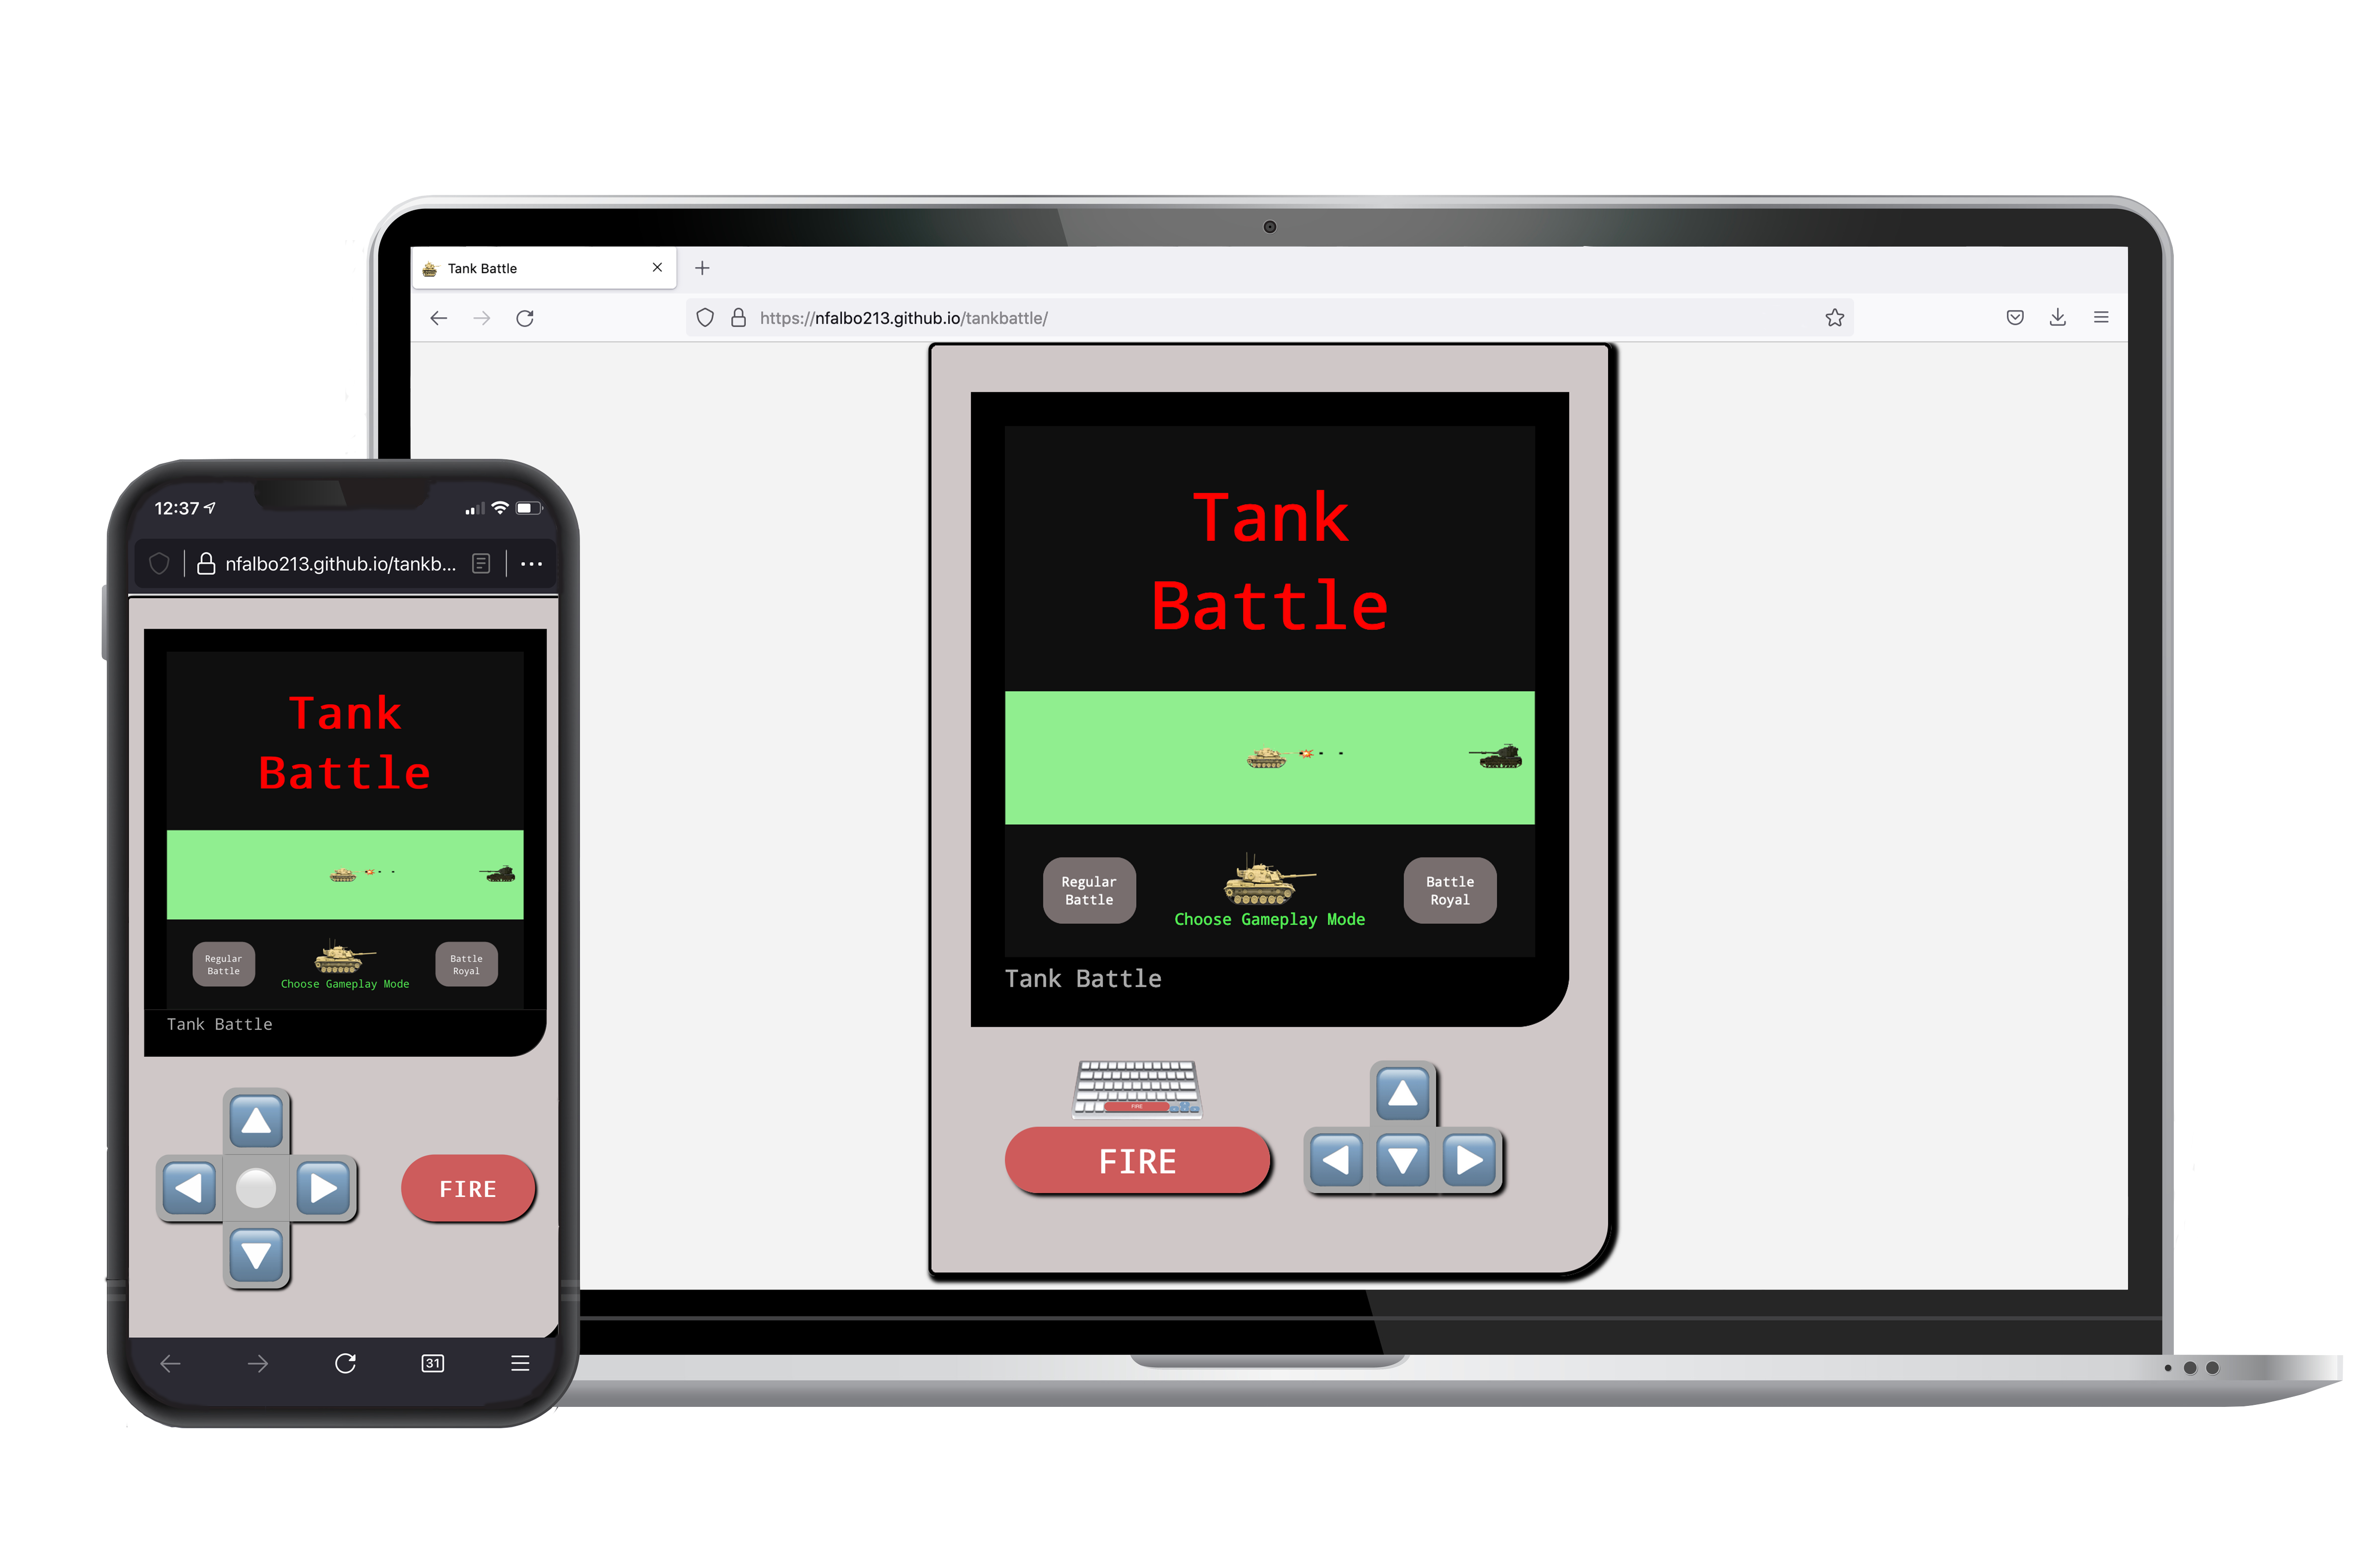 Tank Battle
https://nfalbo213.github.io/tankbattle/
Tank
Battle
Regular
Battle
Choose Gameplay Mode
Battle
Royal
Tank Battle
FIRE
FIRE
12:37
nfalbo213.github.io/tankb...
Tank
Battle
Regular
Battle
Choose Gameplay Mode
Battle
Royal
Tank Battle
FIRE
31